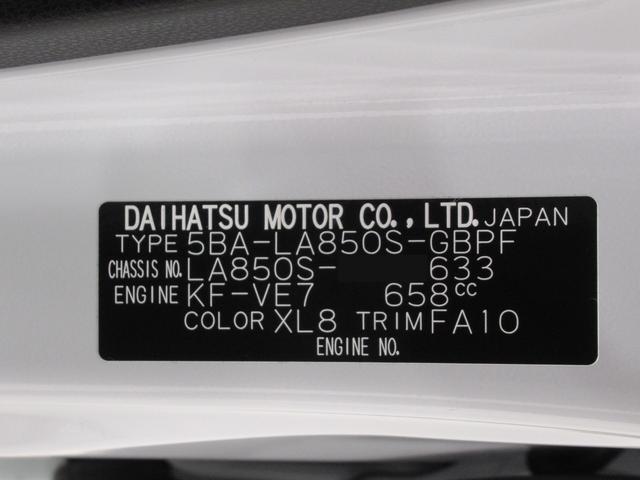 DAIHATSU MOTOR CO., LTD. JAPAN
TYPE 5BA-LA850S-GBPF
CHASSIS NO. LA850S- 633
ENGINE KF-VE7 658cc
COLOR XL8 TRIM FA10
ENGINE NO.